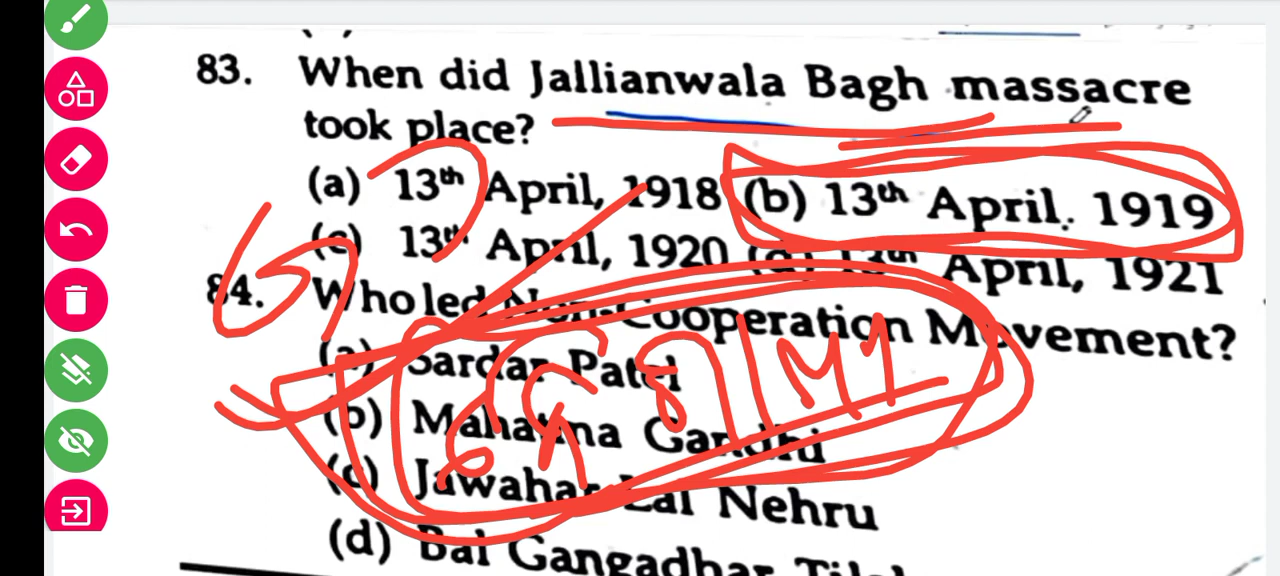 83. When did Jallianwala Bagh massacre
took place?
(a) 13th April, 1918 (b) 13th April. 1919
(c) 13th April, 1920 (d) 13th April, 1921
84. Who led Non-Cooperation Movement?
(a) Sardar Patel
(b) Mahatma Gandhi
(c) Jawahar Lal Nehru
(d) Bal Gangadhar Tilak